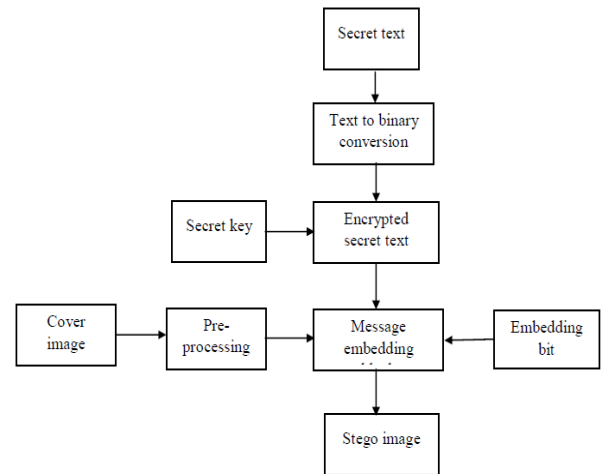 Secret text
Text to binary
conversion
Secret key
Encrypted
secret text
Cover
image
Pre-
processing
Message
embedding
Embedding
bit
Stego image